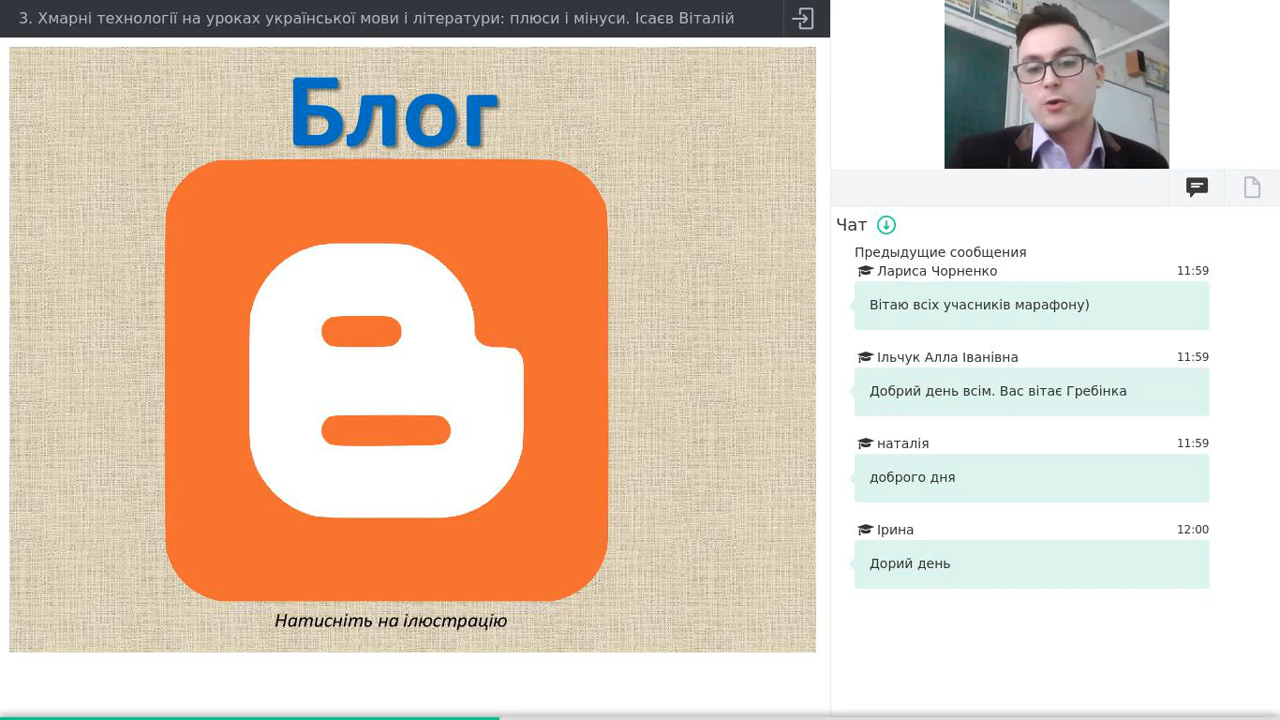 3. Хмарні технології на уроках української мови і літератури: плюси і мінуси. Ісаєв Віталій
Блог
Натисніть на ілюстрацію
Чат
Предыдущие сообщения
Лариса Чорненко 11:59
Вітаю всіх учасників марафону)
Ільчук Алла Іванівна 11:59
Добрий день всім. Вас вітає Гребінка
наталія 11:59
доброго дня
Ірина 12:00
Дорий день